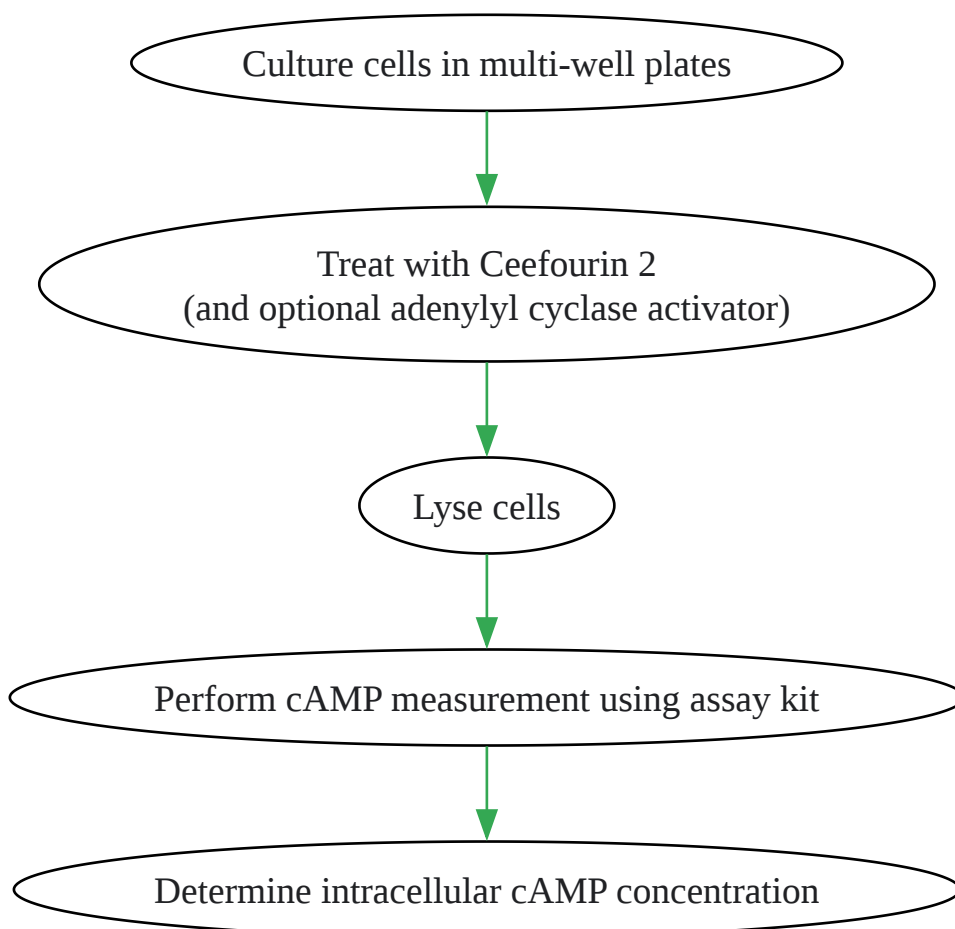 Culture cells in multi-well plates
Treat with Ceefourin 2
(and optional adenylyl cyclase activator)
Lyse cells
Perform cAMP measurement using assay kit
Determine intracellular cAMP concentration